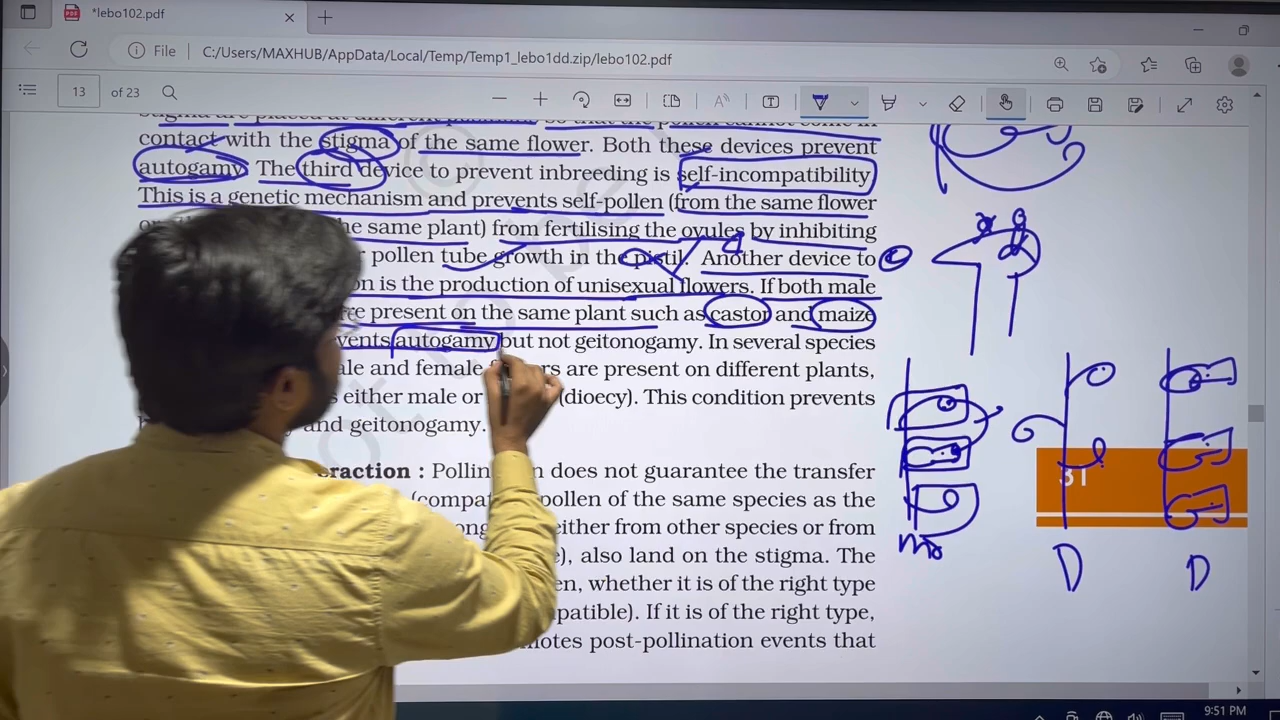 *lebo102.pdf
File C:/Users/MAXHUB/AppData/Local/Temp/Temp1_lebo1dd.zip/lebo102.pdf
13 of 23
contact with the stigma of the same flower. Both these devices prevent
autogamy. The third device to prevent inbreeding is self-incompatibility.
This is a genetic mechanism and prevents self-pollen (from the same flower
the same plant) from fertilising the ovules by inhibiting
pollen tube growth in the pistil. Another device to
is the production of unisexual flowers. If both male
present on the same plant such as castor and maize
autogamy but not geitonogamy. In several species
and female are present on different plants,
either male or (dioecy). This condition prevents
and geitonogamy.
: Pollin does not guarantee the transfer
pollen of the same species as the
either from other species or from
also land on the stigma. The
whether it is of the right type
If it is of the right type,
post-pollination events that
31
D D
9:51 PM